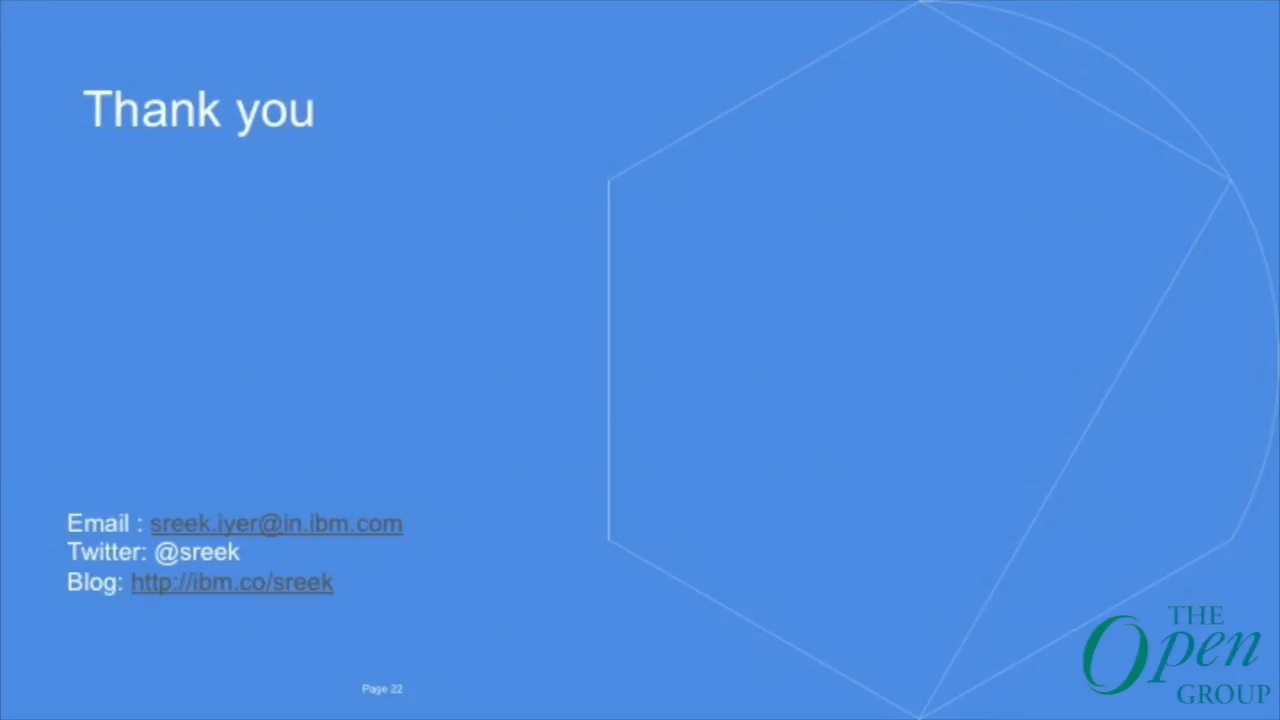 Thank you
Email : sreek.iyer@in.ibm.com
Twitter: @sreek
Blog: http://ibm.co/sreek
Page 22
THE
Open
GROUP